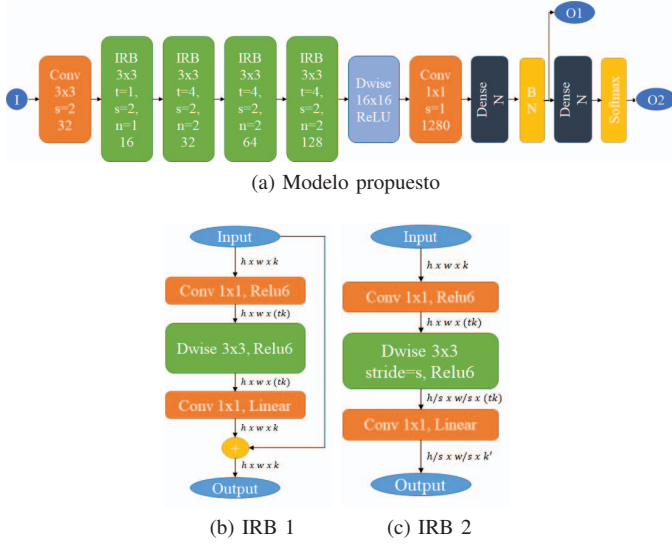 I
Conv
3x3
s=2
32
IRB
3x3
t=1,
s=2,
n=1
16
IRB
3x3
t=4,
s=2,
n=2
32
IRB
3x3
t=4,
s=2,
n=2
64
IRB
3x3
t=4,
s=2,
n=2
128
Dwise
16x16
ReLU
Conv
1x1
s=1
1280
Dense
N
B
N
O1
Dense
N
Softmax
O2
(a) Modelo propuesto
Input
h x w x k
Conv 1x1, Relu6
h x w x (tk)
Dwise 3x3, Relu6
h x w x (tk)
Conv 1x1, Linear
h x w x k
+
h x w x k
Output
(b) IRB 1
Input
h x w x k
Conv 1x1, Relu6
h x w x (tk)
Dwise 3x3
stride=s, Relu6
h/s x w/s x (tk)
Conv 1x1, Linear
h/s x w/s x k'
Output
(c) IRB 2